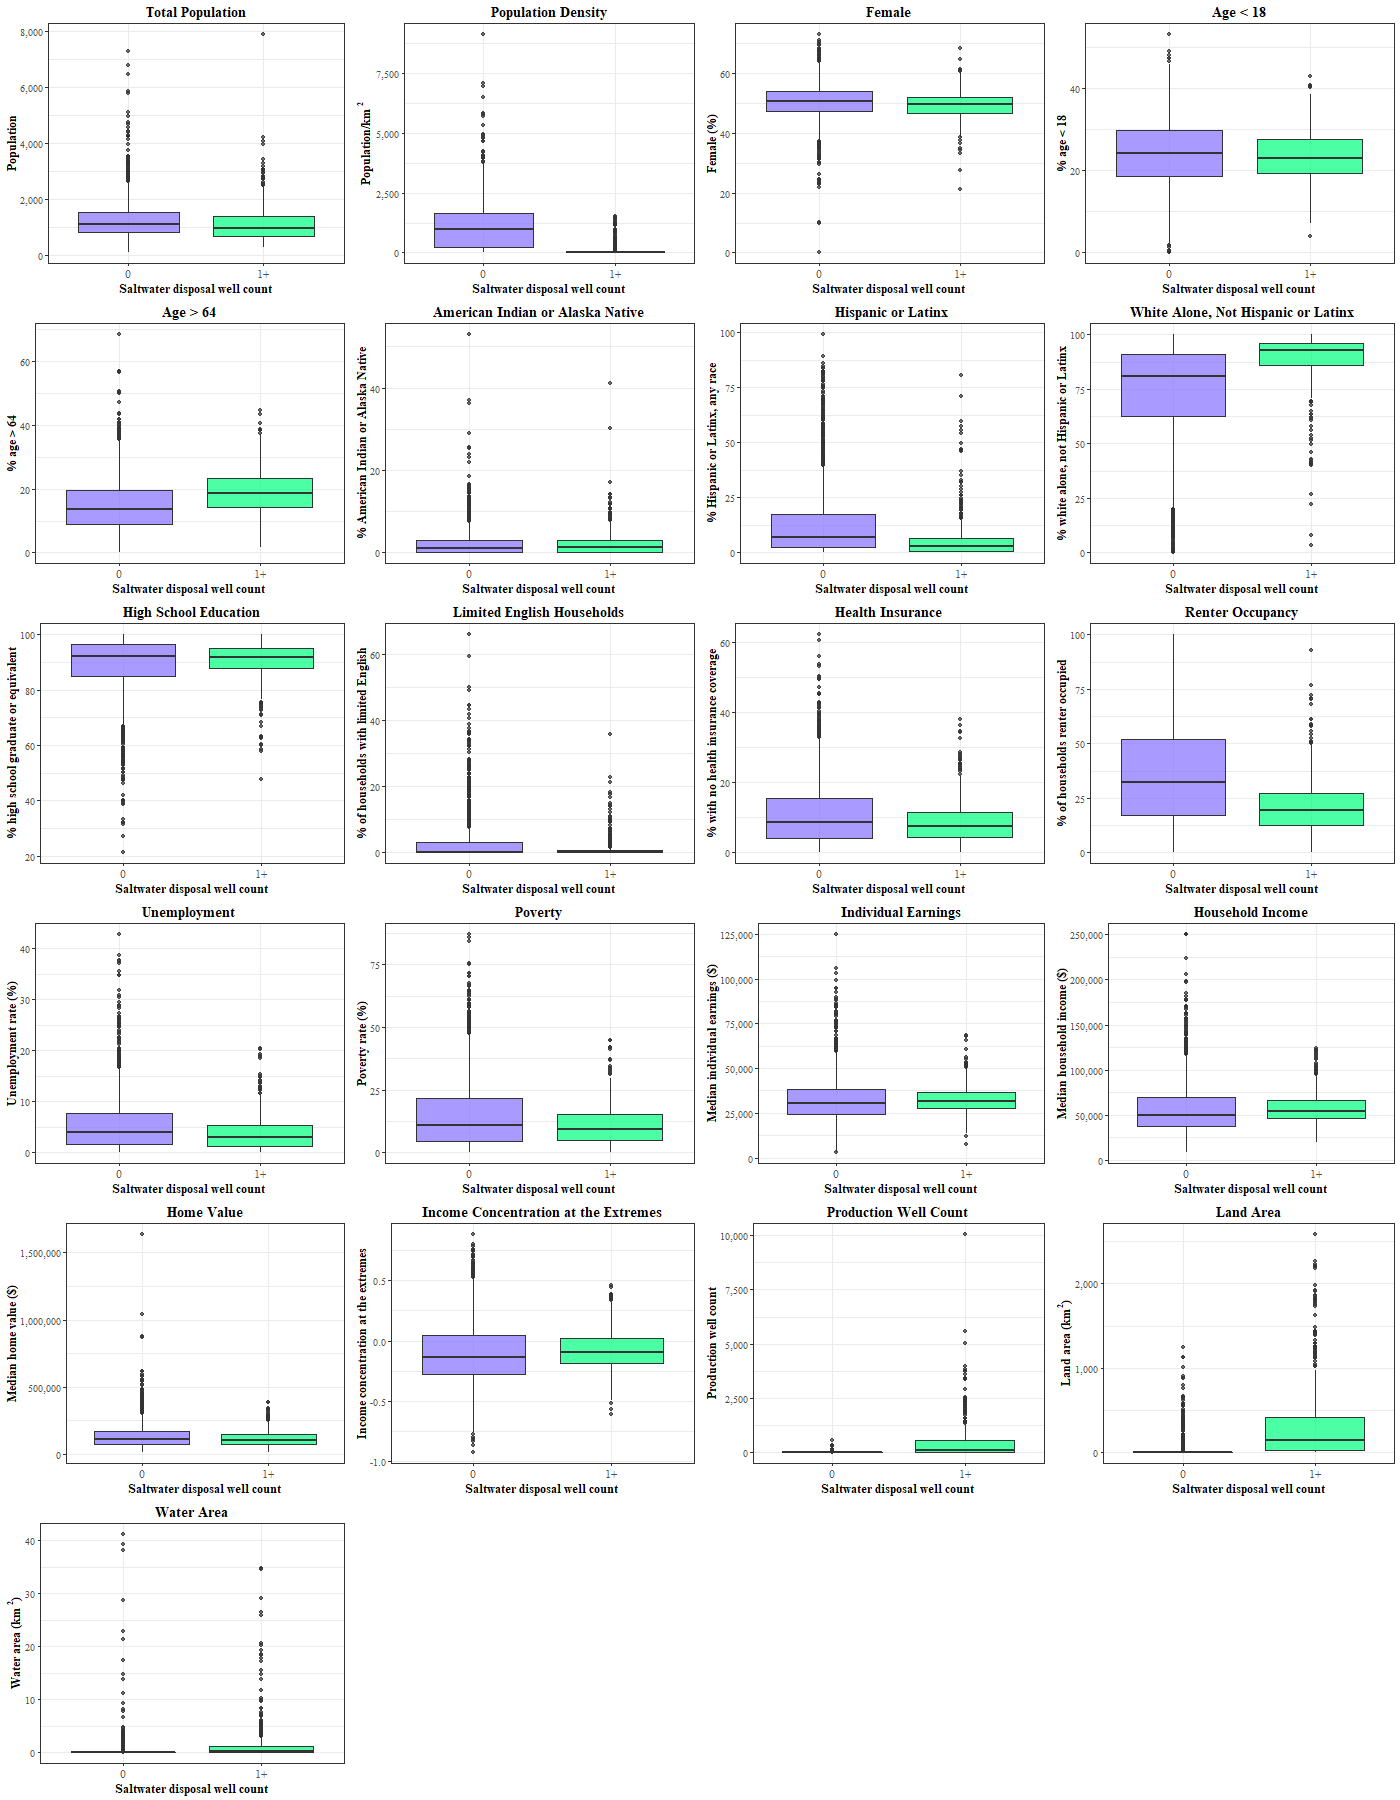 Total Population
Population
8,000
6,000
4,000
2,000
0
0
1+
Saltwater disposal well count
Population Density
Population/km²
7,500
5,000
2,500
0
0
1+
Saltwater disposal well count
Female
Female (%)
60
40
20
0
0
1+
Saltwater disposal well count
Age < 18
% age < 18
40
20
0
0
1+
Saltwater disposal well count
Age > 64
% age > 64
60
40
20
0
0
1+
Saltwater disposal well count
American Indian or Alaska Native
% American Indian or Alaska Native
40
20
0
0
1+
Saltwater disposal well count
Hispanic or Latinx
% Hispanic or Latinx, any race
100
75
50
25
0
0
1+
Saltwater disposal well count
White Alone, Not Hispanic or Latinx
% white alone, not Hispanic or Latinx
100
75
50
25
0
0
1+
Saltwater disposal well count
High School Education
% high school graduate or equivalent
100
80
60
40
20
0
1+
Saltwater disposal well count
Limited English Households
% of households with limited English
60
40
20
0
0
1+
Saltwater disposal well count
Health Insurance
% with no health insurance coverage
60
40
20
0
0
1+
Saltwater disposal well count
Renter Occupancy
% of households renter occupied
100
75
50
25
0
0
1+
Saltwater disposal well count
Unemployment
Unemployment rate (%)
40
30
20
10
0
0
1+
Saltwater disposal well count
Poverty
Poverty rate (%)
75
50
25
0
0
1+
Saltwater disposal well count
Individual Earnings
Median individual earnings ($)
125,000
100,000
75,000
50,000
25,000
0
0
1+
Saltwater disposal well count
Household Income
Median household income ($)
250,000
200,000
150,000
100,000
50,000
0
0
1+
Saltwater disposal well count
Home Value
Median home value ($)
1,500,000
1,000,000
500,000
0
0
1+
Saltwater disposal well count
Income Concentration at the Extremes
Income concentration at the extremes
0.5
0.0
-0.5
-1.0
0
1+
Saltwater disposal well count
Production Well Count
Production well count
10,000
7,500
5,000
2,500
0
0
1+
Saltwater disposal well count
Land Area
Land area (km²)
2,000
1,000
0
0
1+
Saltwater disposal well count
Water Area
Water area (km²)
40
30
20
10
0
0
1+
Saltwater disposal well count